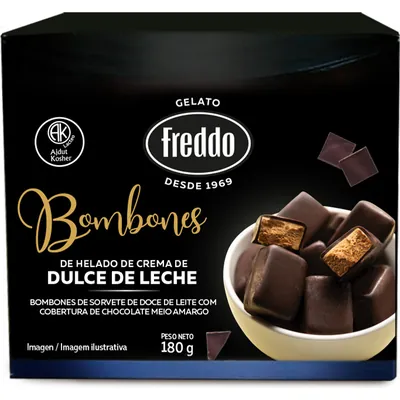 GELATO
freddo
DESDE 1969
AK
Lácteo
Ajdut
Kosher
Bombones
DE HELADO DE CREMA DE
DULCE DE LECHE
BOMBONES DE SORVETE DE DOCE DE LEITE COM
COBERTURA DE CHOCOLATE MEIO AMARGO
Imagen / Imagem ilustrativa
PESO NETO
180 g